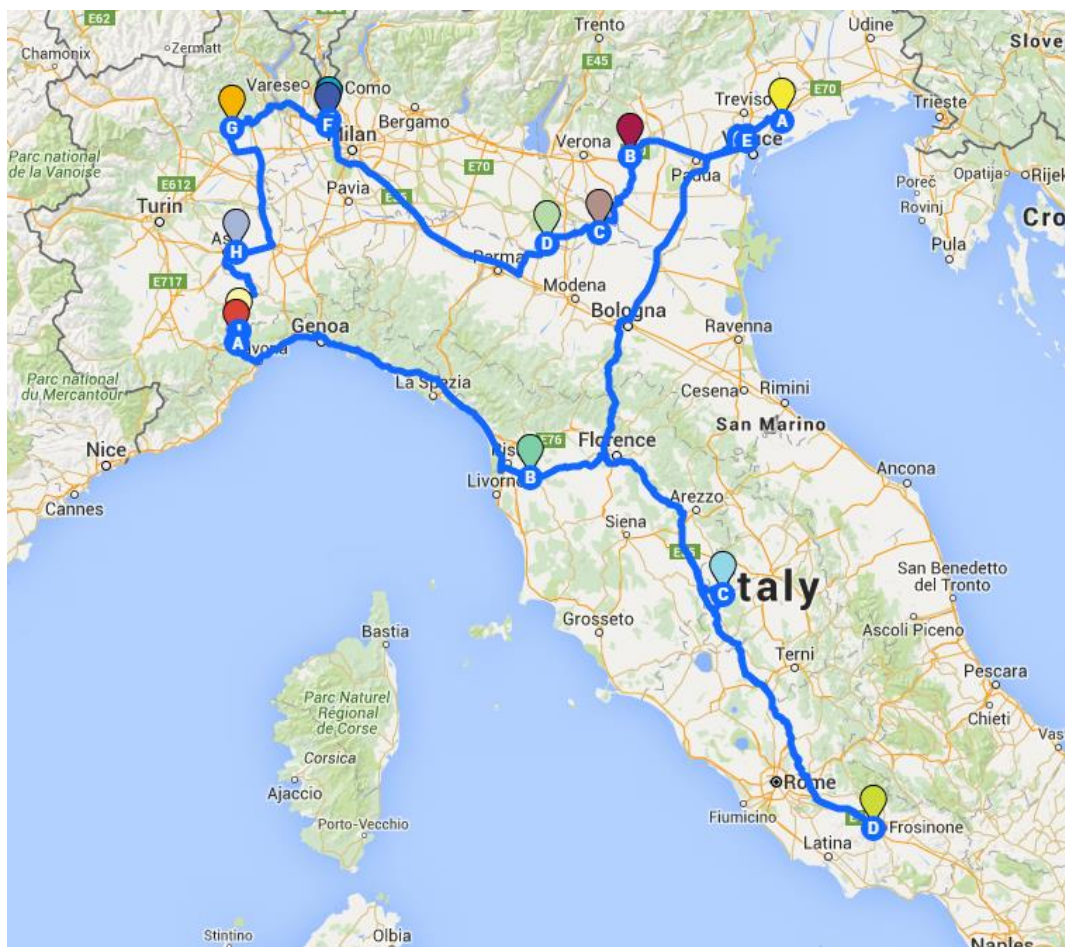 E62
Zermatt
Chamonix
Trento
E45
Udine
Slove
Varese
Como
Treviso
E70
Trieste
Bergamo
G
F
Milan
Verona
B
A
E
Parc national
de la Vanoise
E70
Padua
Poreč
Opatija
Rijek
E612
Pavia
Rovinj
Turin
Cro
H
D
C
Pula
Parma
E717
Modena
Genoa
Bologna
Ravenna
A
Parc national
du Mercantour
La Spezia
Cesena
Rimini
San Marino
Nice
E76
Florence
Ancona
Cannes
Livorno
B
Arezzo
Siena
San Benedetto
del Tronto
C
Italy
Grosseto
Ascoli Piceno
Bastia
Terni
Pescara
Parc Naturel
Régional
de Corse
Chieti
Vas
Corsica
Rome
Ajaccio
Fiumicino
D
Frosinone
Porto-Vecchio
Latina
Stintino
Olbia
Naples